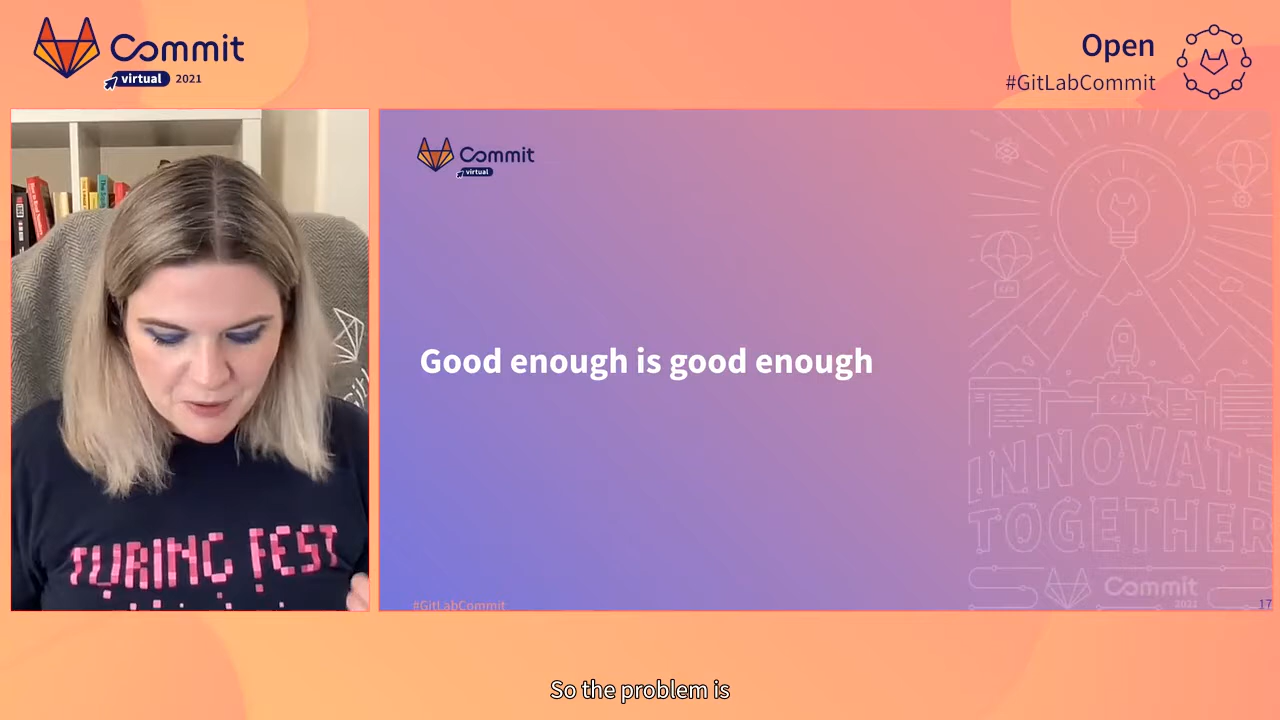 Commit
virtual 2021
Open
#GitLabCommit
Commit
virtual
Good enough is good enough
TURING FEST
INNOVATE
TOGETHER
Commit
2021
#GitLabCommit
17
So the problem is